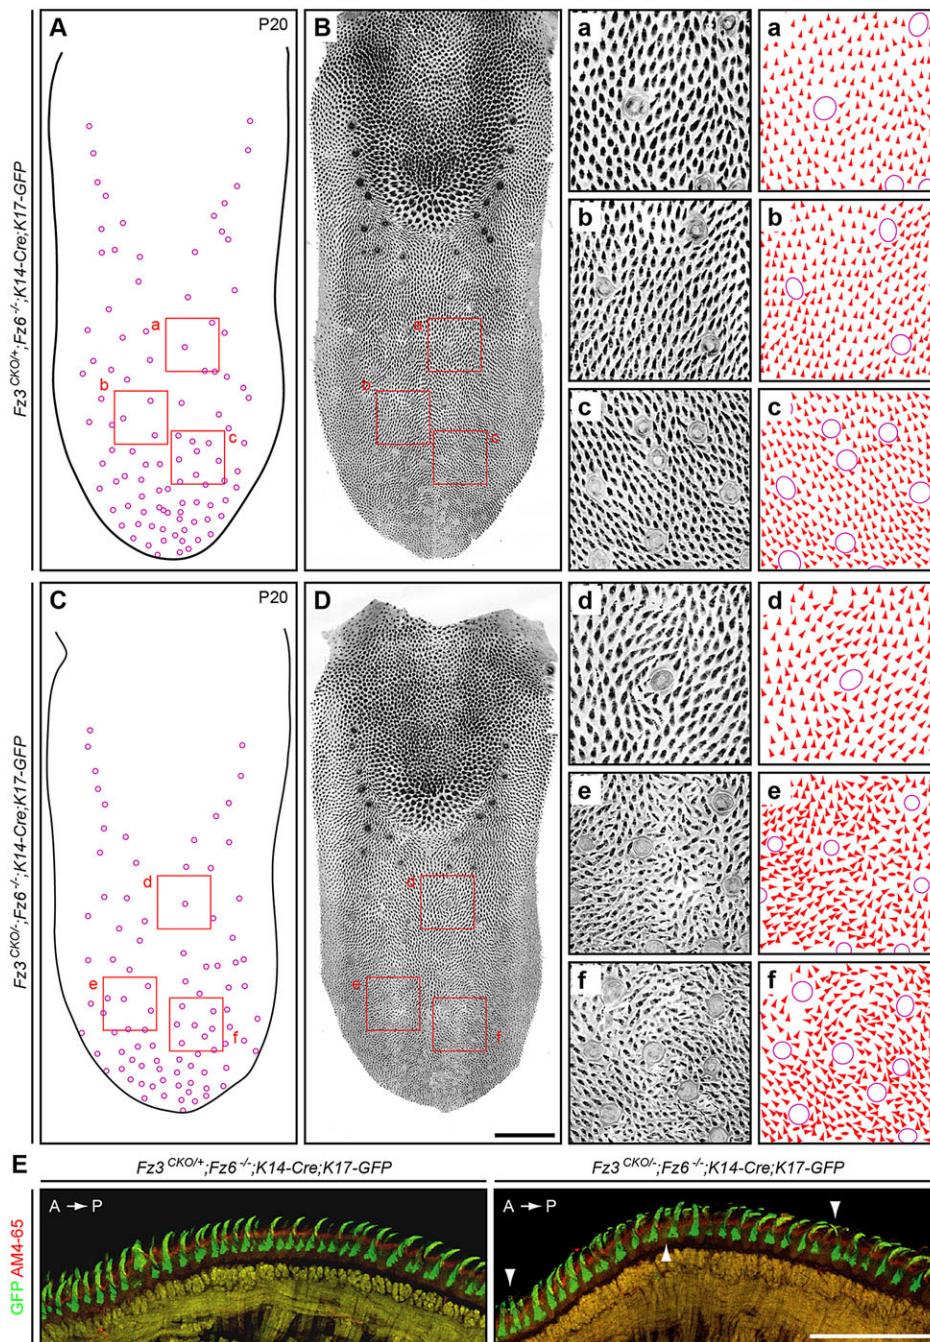 A
P20
B
a
a
Fz3 CKO/+;Fz6 -/-;K14-Cre;K17-GFP
b
b
a
a
b
b
c
c
c
c
C
P20
D
d
d
Fz3 CKO/-;Fz6 -/-;K14-Cre;K17-GFP
e
e
d
d
e
e
f
f
f
f
E
Fz3 CKO/+;Fz6 -/-;K14-Cre;K17-GFP
Fz3 CKO/-;Fz6 -/-;K14-Cre;K17-GFP
A → P
A → P
GFP AM4-65